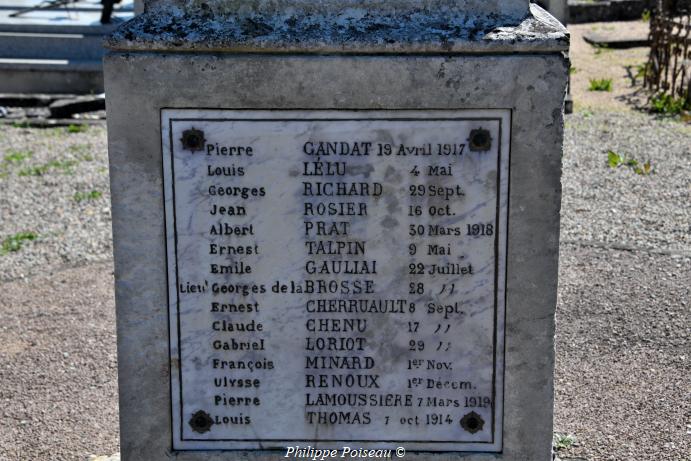 Pierre GANDAT 19 Avril 1917
Louis LÉLU 4 Mai
Georges RICHARD 29 Sept.
Jean ROSIER 16 Oct.
Albert PRAT 30 Mars 1918
Ernest TALPIN 9 Mai
Emile GAULIAI 22 Juillet
Lieut Georges de la BROSSE 28 //
Ernest CHERRUAULT 8 Sept.
Claude CHENU 17 //
Gabriel LORIOT 29 //
François MINARD 1er Nov.
Ulysse RENOUX 1er Décem.
Pierre LAMOUSSIÈRE 7 Mars 1919
Louis THOMAS 7 oct 1914
Philippe Poiseau ©